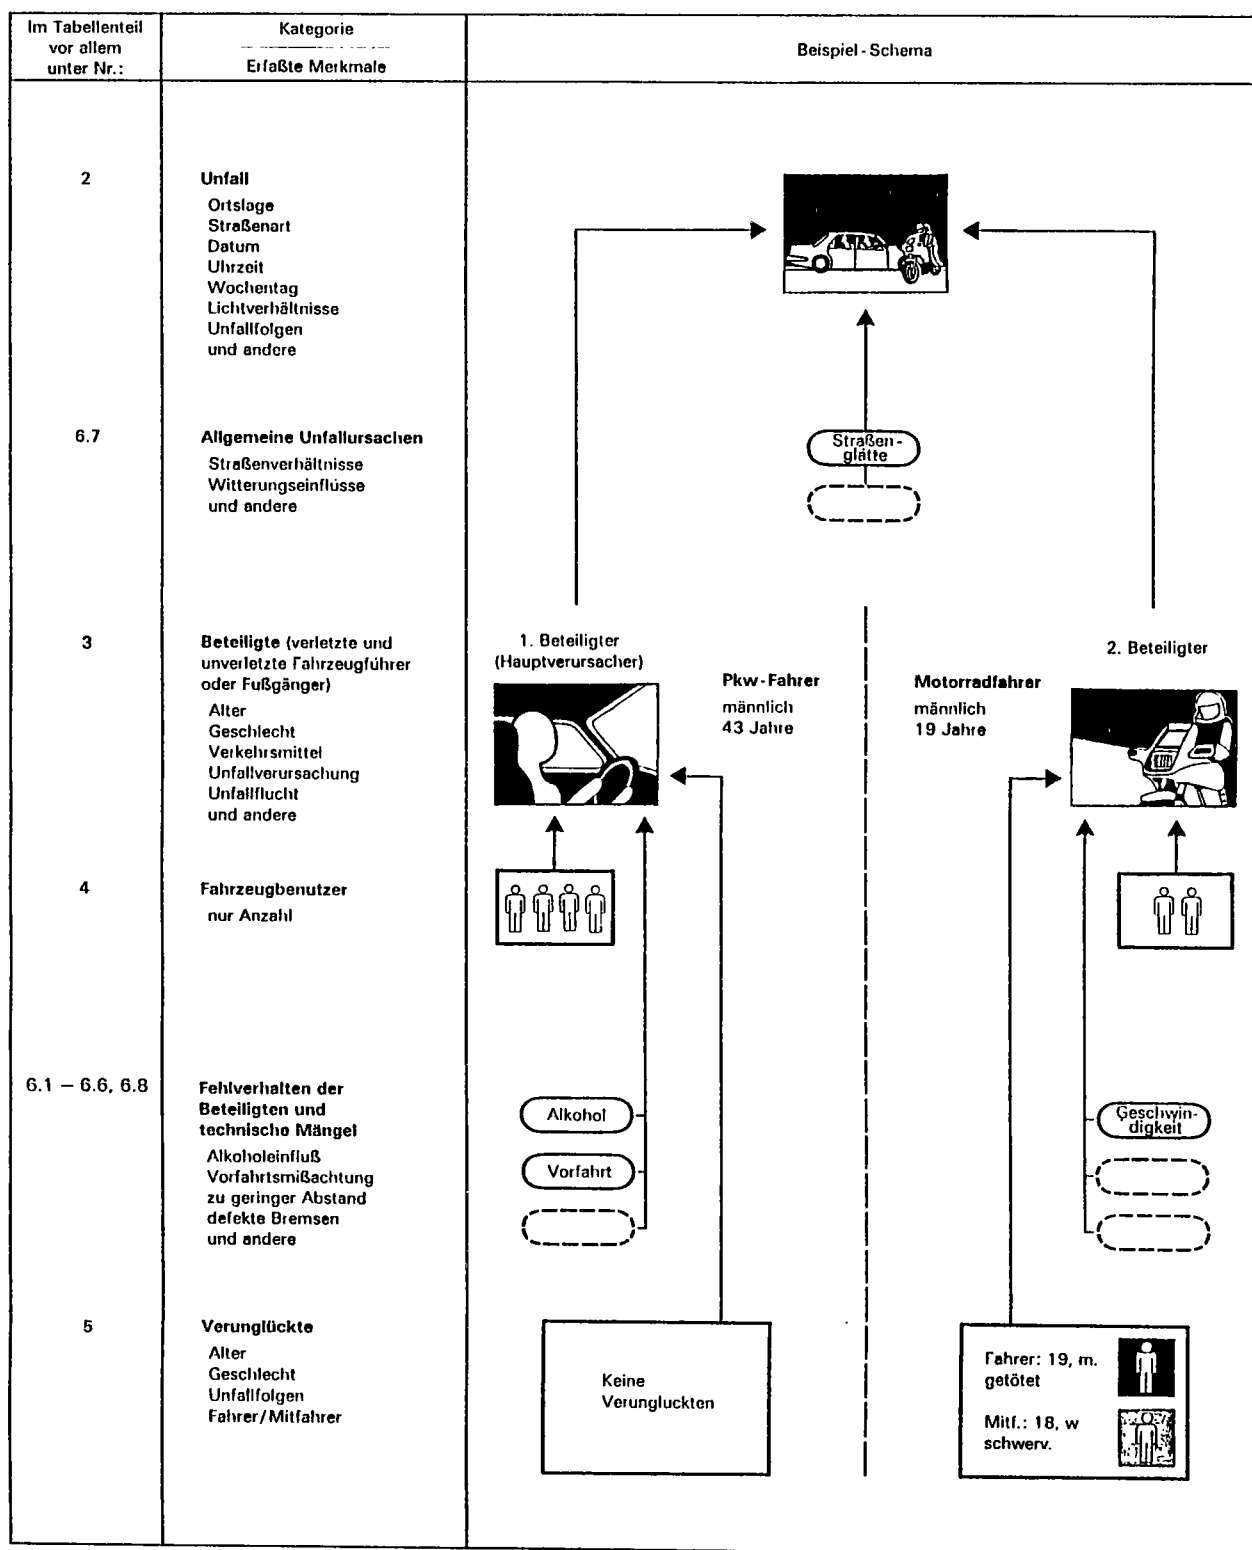 Im Tabellenteil
vor allem
unter Nr.:
Kategorie
Erfaßte Merkmale
Beispiel-Schema
2
Unfall
Ortslage
Straßenart
Datum
Uhrzeit
Wochentag
Lichtverhältnisse
Unfallfolgen
und andere
6.7
Allgemeine Unfallursachen
Straßenverhältnisse
Witterungseinflüsse
und andere
Straßen-
glätte
3
Beteiligte (verletzte und
unverletzte Fahrzeugführer
oder Fußgänger)
Alter
Geschlecht
Verkehrsmittel
Unfallverursachung
Unfallflucht
und andere
1. Beteiligter
(Hauptverursacher)
Pkw-Fahrer
männlich
43 Jahre
Motorradfahrer
männlich
19 Jahre
2. Beteiligter
4
Fahrzeugbenutzer
nur Anzahl
6.1 – 6.6, 6.8
Fehlverhalten der
Beteiligten und
technische Mängel
Alkoholeinfluß
Vorfahrtsmißachtung
zu geringer Abstand
defekte Bremsen
und andere
Alkohol
Vorfahrt
Geschwin-
digkeit
5
Verunglückte
Alter
Geschlecht
Unfallfolgen
Fahrer/Mitfahrer
Keine
Verungluckten
Fahrer: 19, m.
getötet
Mitf.: 18, w
schwerv.